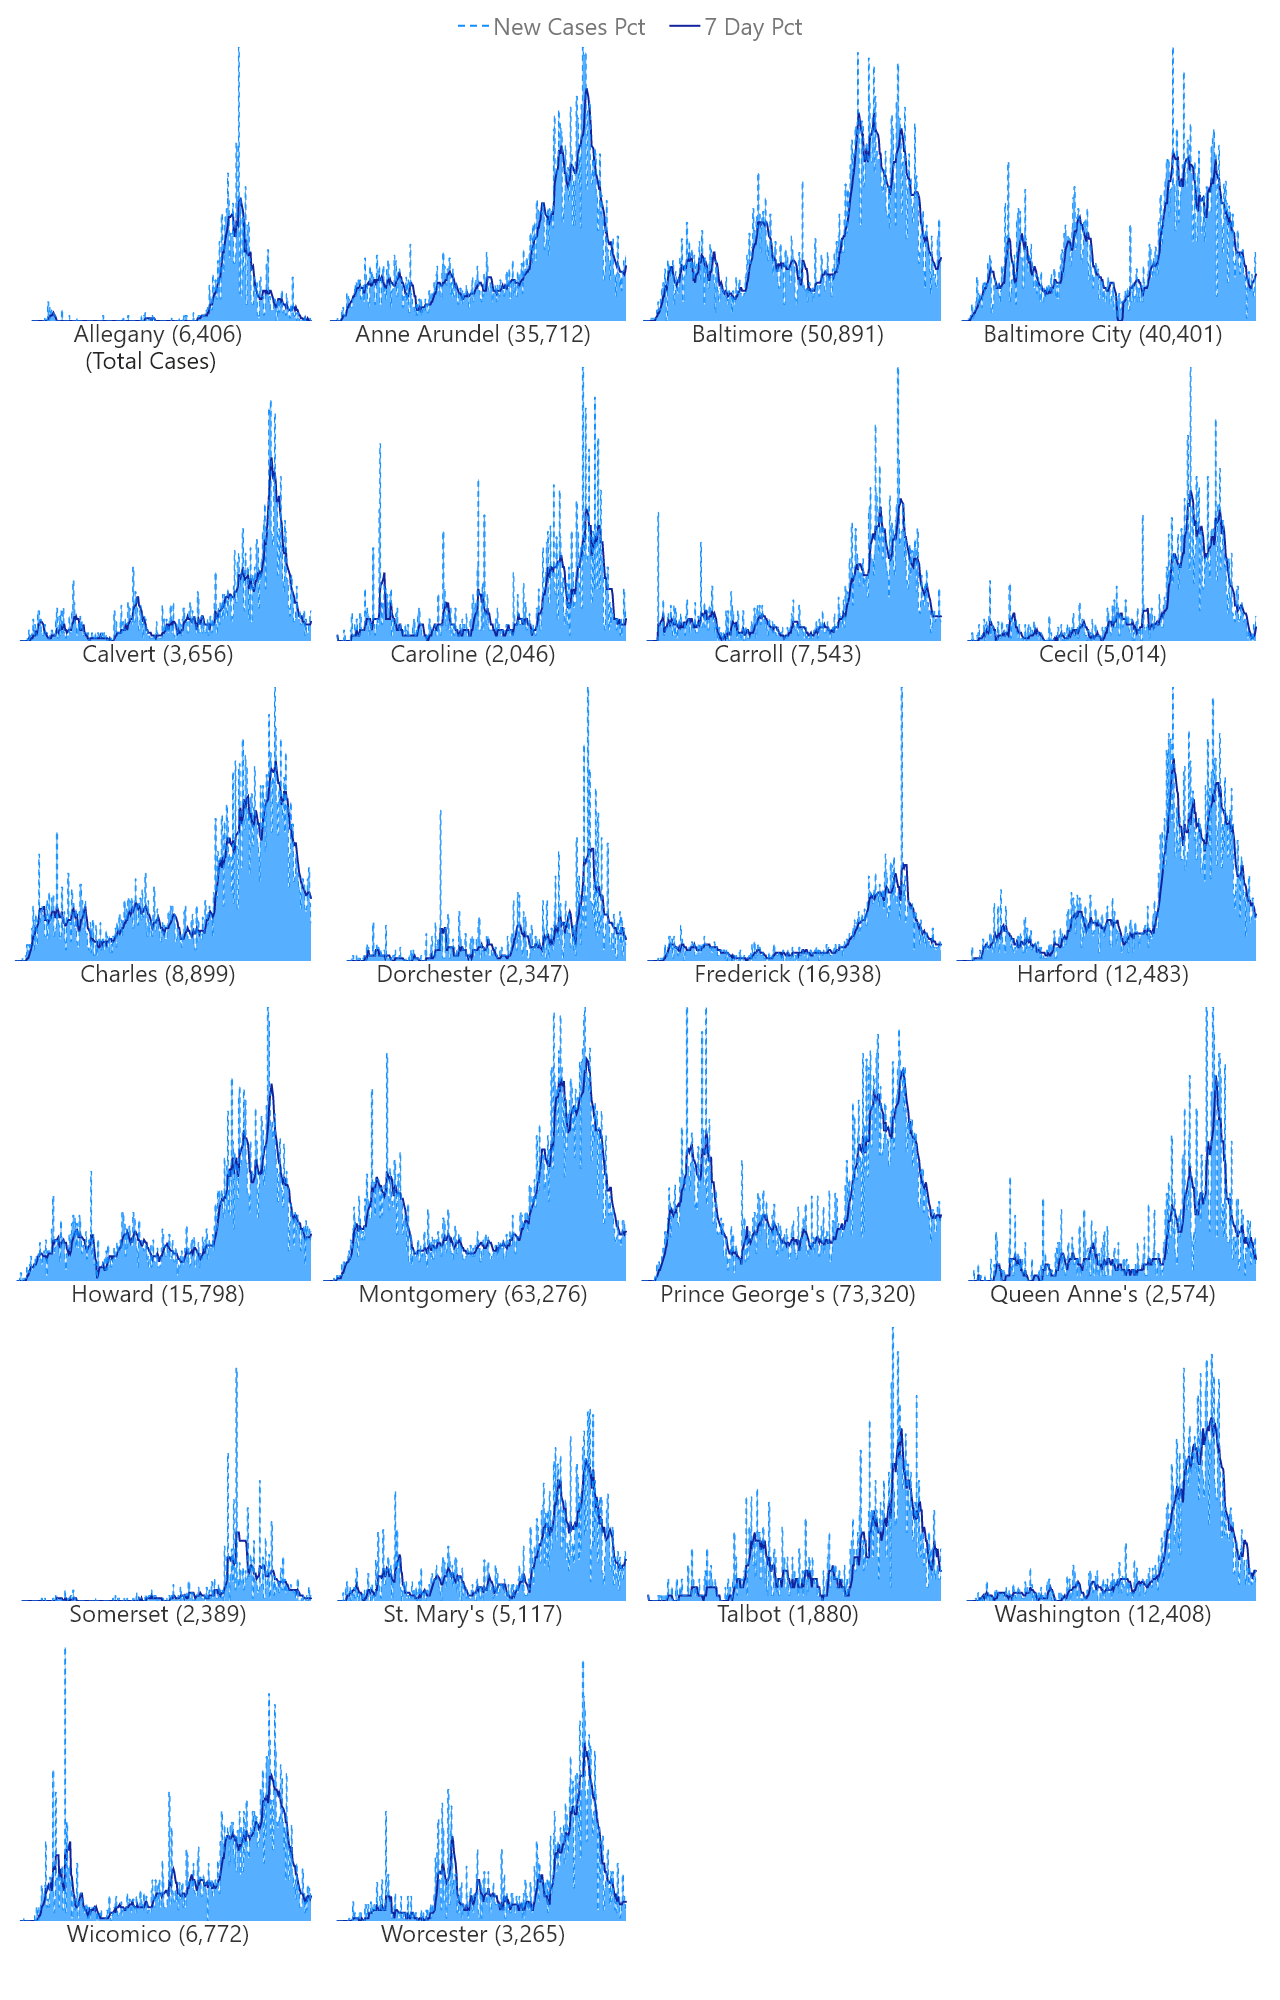 New Cases Pct 7 Day Pct
Allegany (6,406) Anne Arundel (35,712) Baltimore (50,891) Baltimore City (40,401)
(Total Cases)
Calvert (3,656) Caroline (2,046) Carroll (7,543) Cecil (5,014)
Charles (8,899) Dorchester (2,347) Frederick (16,938) Harford (12,483)
Howard (15,798) Montgomery (63,276) Prince George's (73,320) Queen Anne's (2,574)
Somerset (2,389) St. Mary's (5,117) Talbot (1,880) Washington (12,408)
Wicomico (6,772) Worcester (3,265)